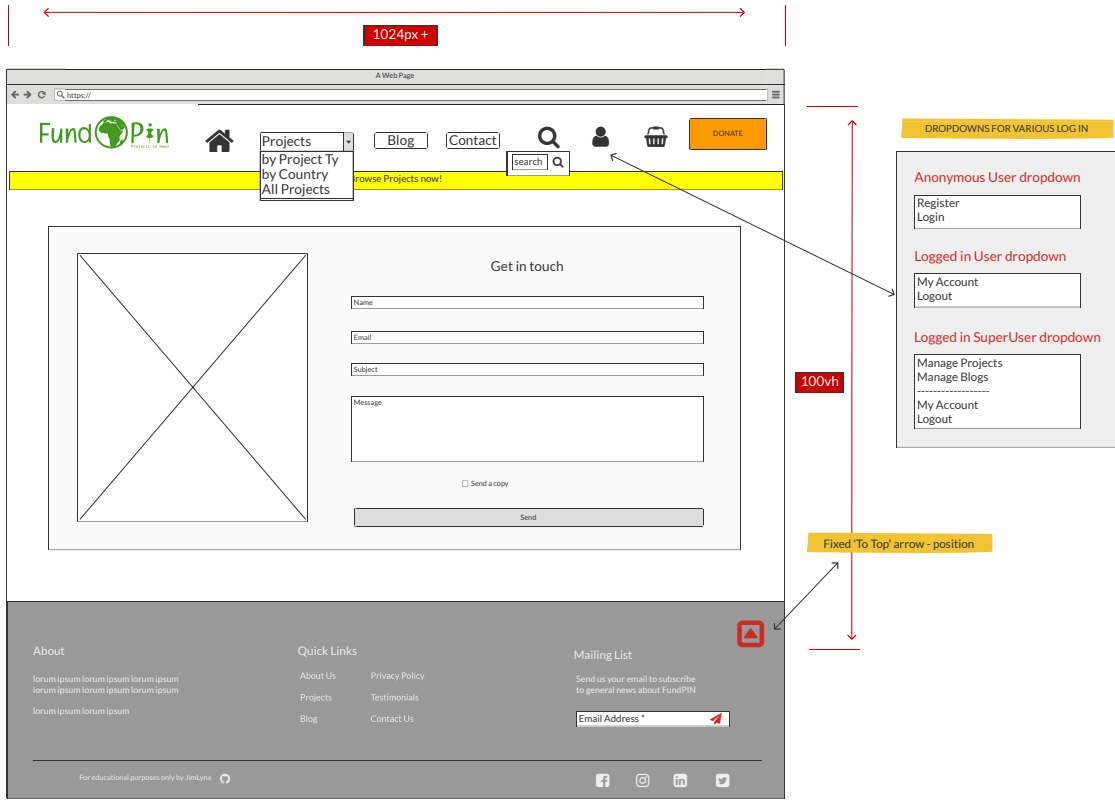 1024px +
A Web Page
https://
FundPin
Projects in need
Projects
by Project Ty
by Country
All Projects
Blog
Contact
search
DONATE
Browse Projects now!
Get in touch
Name
Email
Subject
Message
Send a copy
Send
100vh
DROPDOWNS FOR VARIOUS LOG IN
Anonymous User dropdown
Register
Login
Logged in User dropdown
My Account
Logout
Logged in SuperUser dropdown
Manage Projects
Manage Blogs
------------------
My Account
Logout
Fixed 'To Top' arrow - position
About
lorum ipsum lorum ipsum lorum ipsum
lorum ipsum lorum ipsum lorum ipsum
lorum ipsum lorum ipsum
Quick Links
About Us
Privacy Policy
Projects
Testimonials
Blog
Contact Us
Mailing List
Send us your email to subscribe
to general news about FundPIN
Email Address *
For educational purposes only by JimLynx